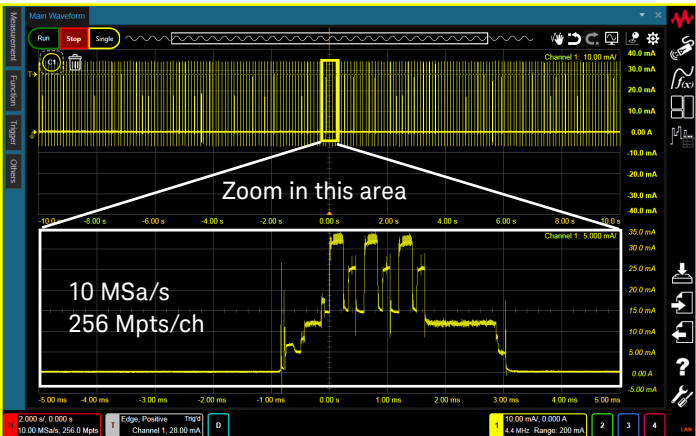 Main Waveform
Measurement
Function
Trigger
Others
Run
Stop
Single
C1
T
Channel 1: 10.00 mA/
40.0 mA
30.0 mA
20.0 mA
10.0 mA
0.00 A
-10.0 mA
-20.0 mA
-30.0 mA
-40.0 mA
f(x)
Zoom in this area
-10.0 s -8.00 s -6.00 s -4.00 s -2.00 s 0.00 s 2.00 s 4.00 s 6.00 s 8.00 s 10.0 s
Channel 1: 5.000 mA/
35.0 mA
30.0 mA
25.0 mA
20.0 mA
15.0 mA
10.0 mA
5.00 mA
0.00 A
-5.00 mA
10 MSa/s
256 Mpts/ch
-5.00 ms -4.00 ms -3.00 ms -2.00 ms -1.00 ms 0.00 s 1.00 ms 2.00 ms 3.00 ms 4.00 ms 5.00 ms
H 2.000 s/, 0.000 s
10.00 MSa/s, 256.0 Mpts
T Edge, Positive Trig'd
Channel 1, 28.00 mA
D
1 10.00 mA/, 0.000 A
4.4 MHz Range: 200 mA
2
3
4
LAN